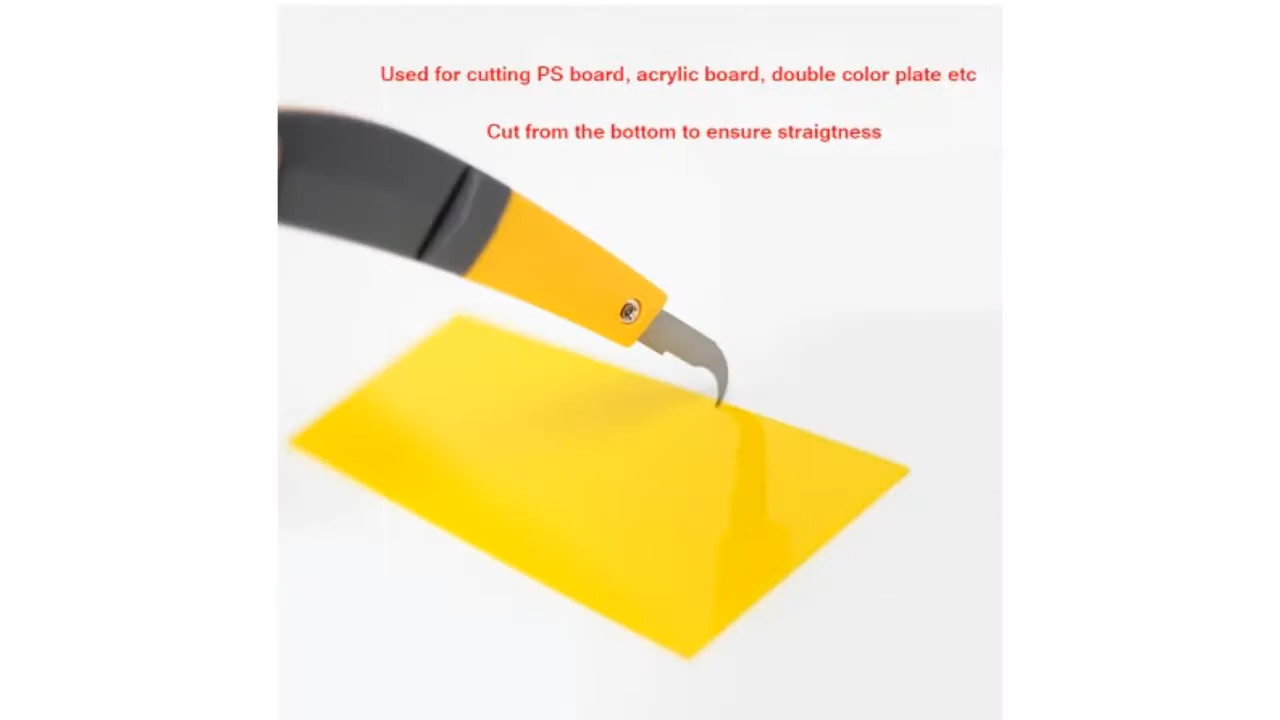 Used for cutting PS board, acrylic board, double color plate etc
Cut from the bottom to ensure straigtness